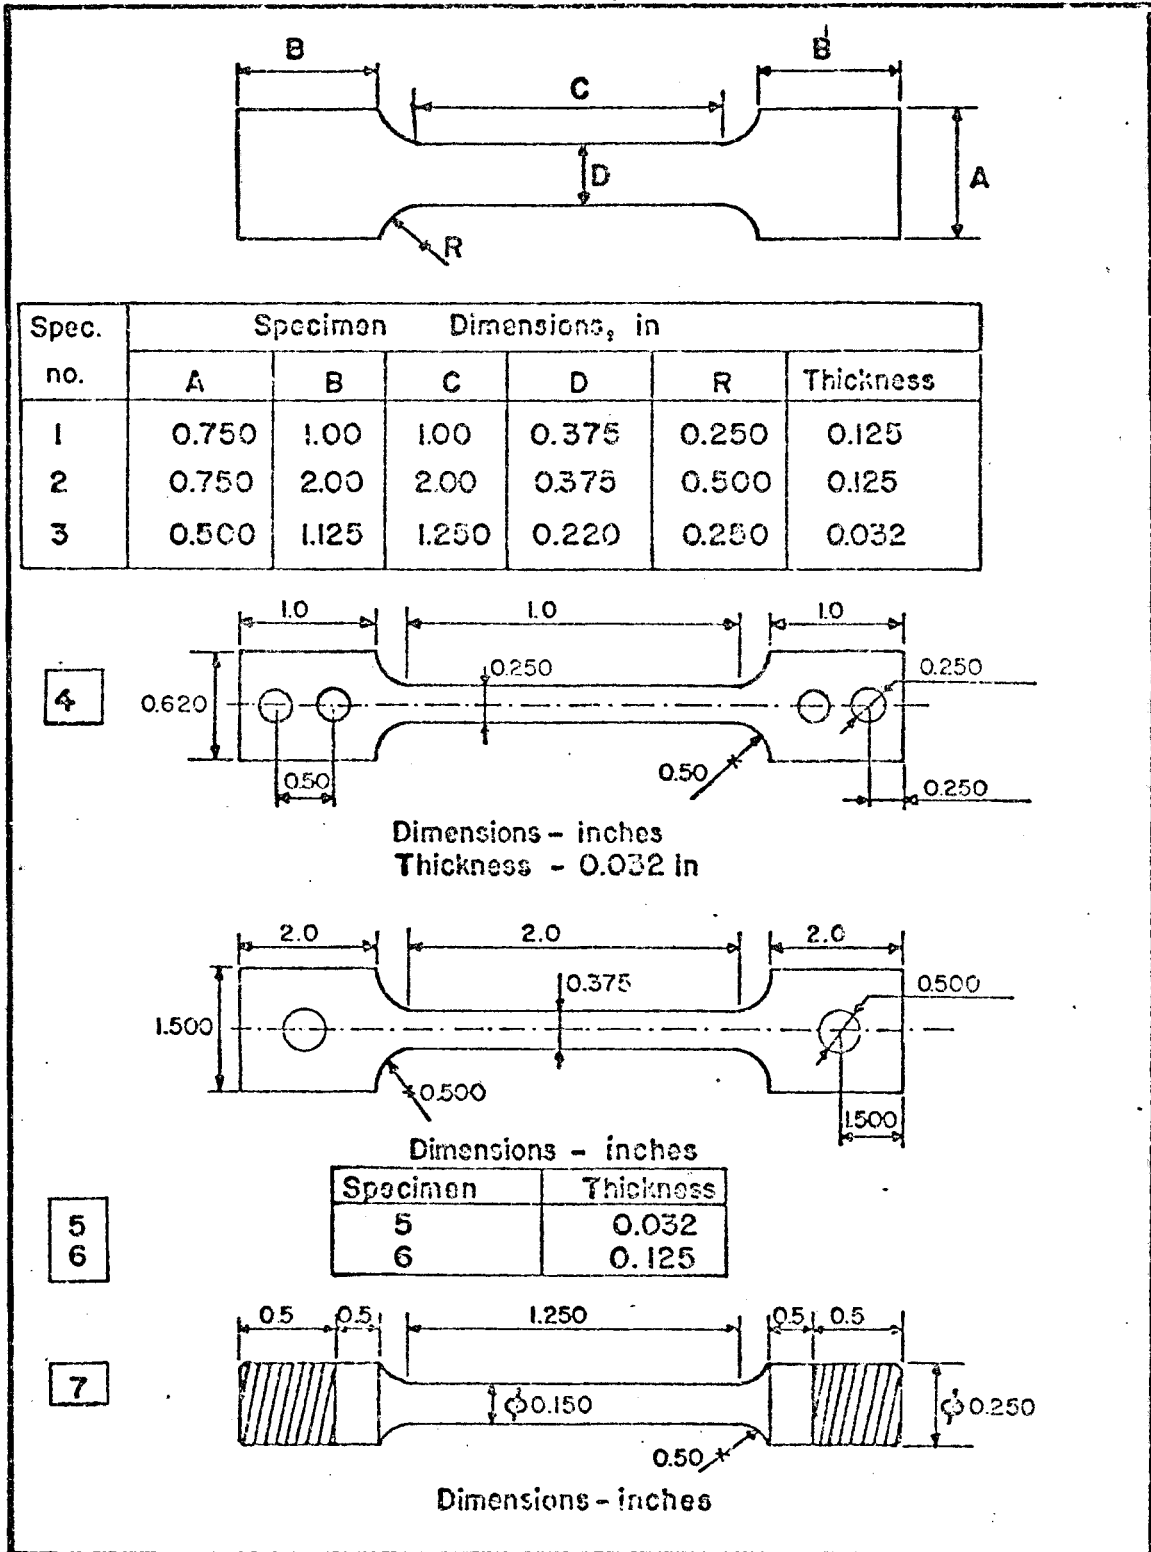 B B
C
D
A
R
Spec. no. Specimen Dimensions, in
A B C D R Thickness
1 0.750 1.00 1.00 0.375 0.250 0.125
2 0.750 2.00 2.00 0.375 0.500 0.125
3 0.500 1.125 1.250 0.220 0.250 0.032
1.0 1.0 1.0
4
0.620
0.250
0.250
0.50
0.50
0.250
Dimensions - inches
Thickness - 0.032 in
2.0 2.0 2.0
1.500
0.375
0.500
0.500
1.500
Dimensions - inches
Specimen Thickness
5 0.032
6 0.125
5
6
0.5 0.5 1.250 0.5 0.5
7
ϕ 0.150
ϕ 0.250
0.50
Dimensions - inches